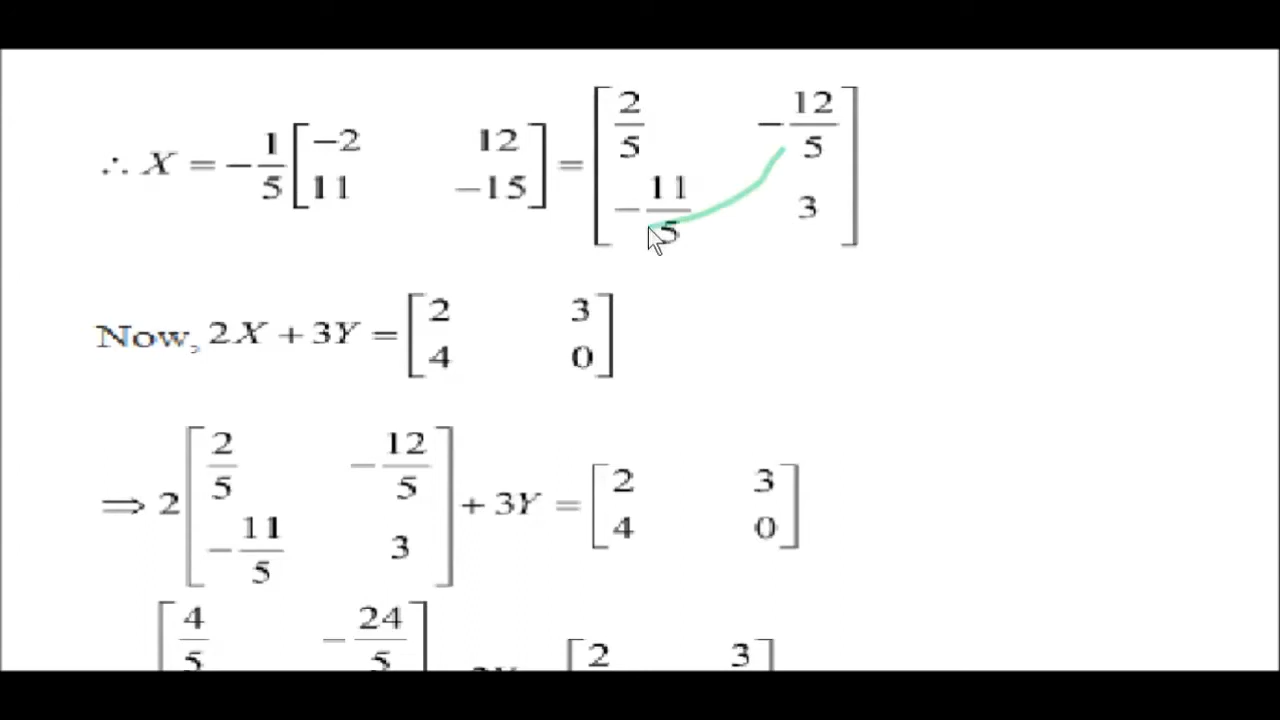 ∴ X = −1/5 [−2 12; 11 −15] = [2/5 −12/5; −11/5 3]
Now, 2X + 3Y = [2 3; 4 0]
⟹ 2 [2/5 −12/5; −11/5 3] + 3Y = [2 3; 4 0]
[4/5 −24/5 2 3